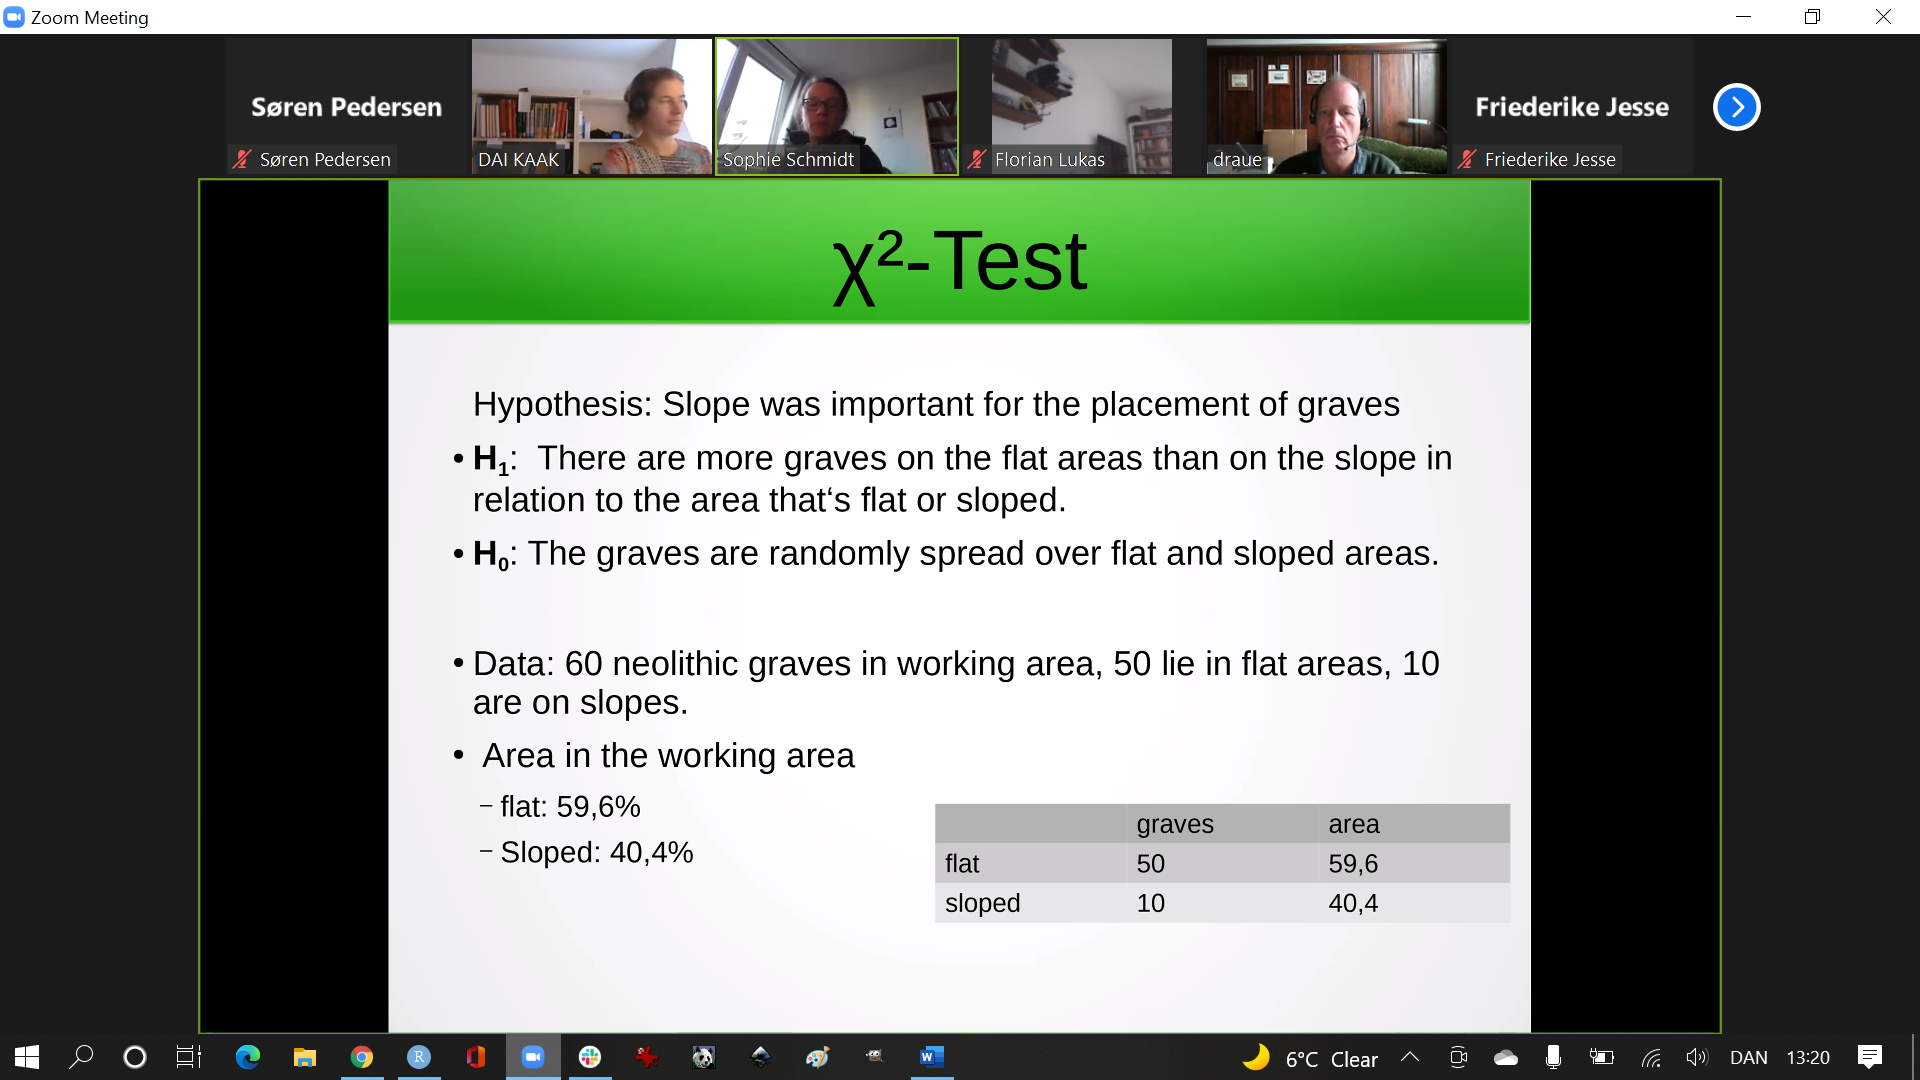 Zoom Meeting
Søren Pedersen
Friederike Jesse
Søren Pedersen
DAI KAAK
Sophie Schmidt
Florian Lukas
draue
Friederike Jesse
χ²-Test
Hypothesis: Slope was important for the placement of graves
• H₁: There are more graves on the flat areas than on the slope in
relation to the area that‘s flat or sloped.
• H₀: The graves are randomly spread over flat and sloped areas.
• Data: 60 neolithic graves in working area, 50 lie in flat areas, 10
are on slopes.
• Area in the working area
– flat: 59,6%
– Sloped: 40,4%
graves area
flat 50 59,6
sloped 10 40,4
R
W
6°C Clear
DAN
13:20